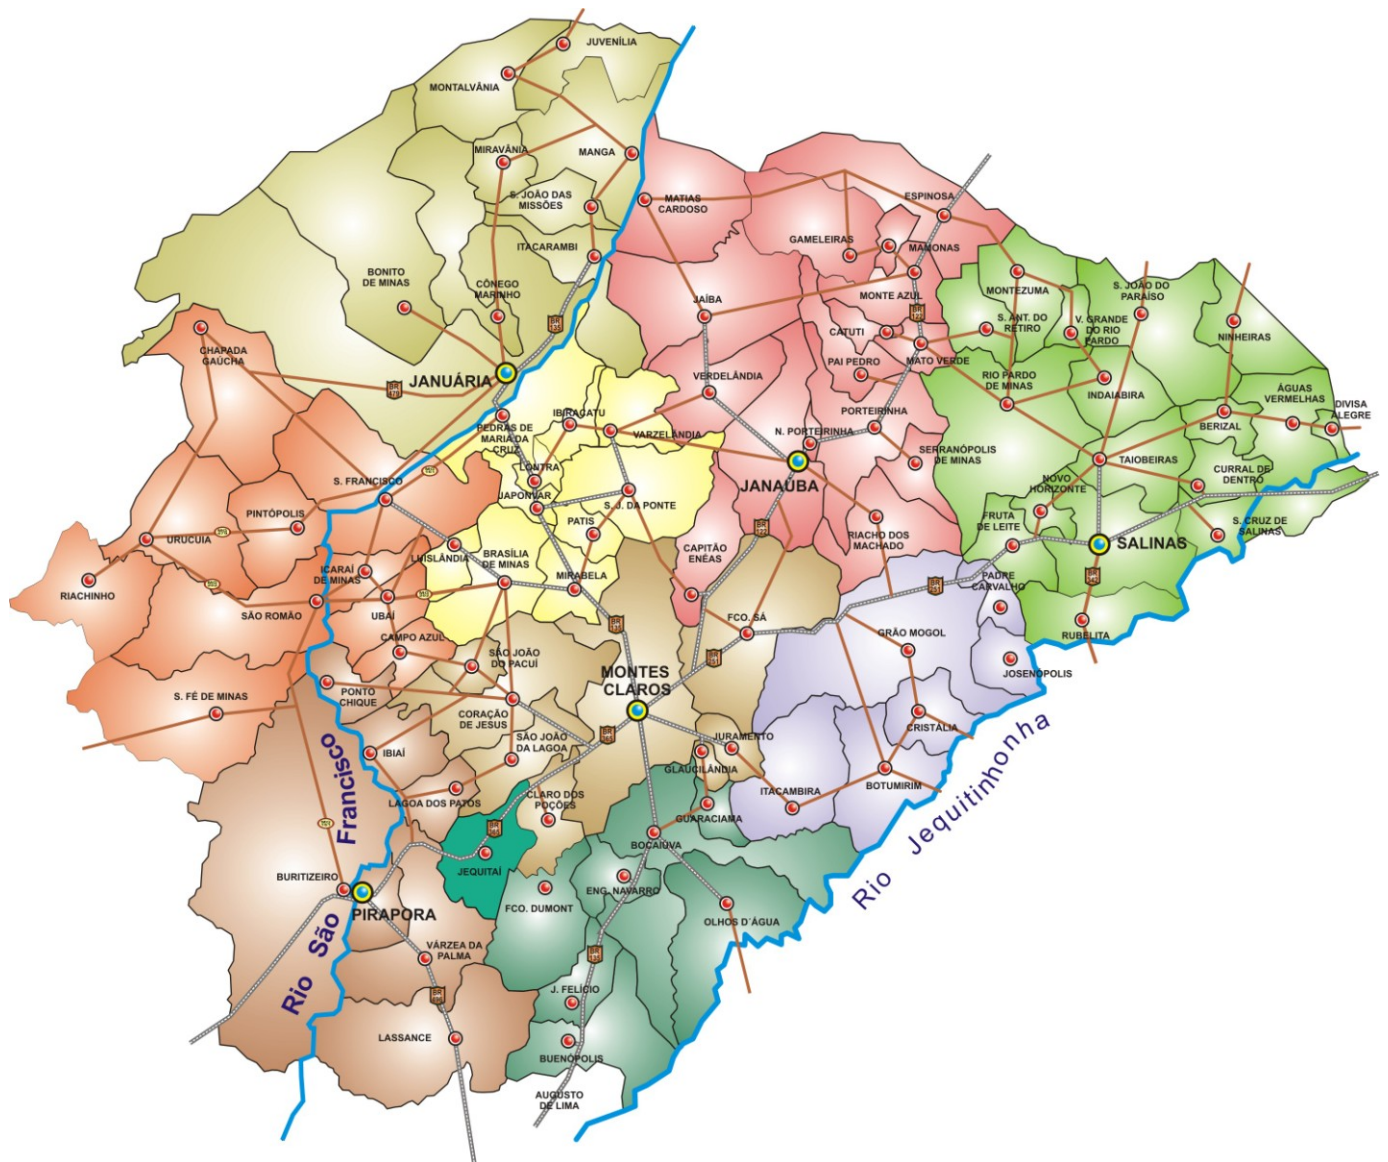 JUVENÍLIA
MONTALVÂNIA
MIRAVÂNIA
MANGA
S. JOÃO DAS
MISSÕES
ITACARAMBI
BONITO
DE MINAS
CÔNEGO
MARINHO
JANUÁRIA
MATIAS
CARDOSO
ESPINOSA
GAMELEIRAS
MAMONAS
JAÍBA
MONTE AZUL
CATUTI
PAI PEDRO
MATO VERDE
VERDELÂNDIA
PORTEIRINHA
N. PORTEIRINHA
SERRANÓPOLIS
DE MINAS
JANAÚBA
RIACHO DOS
MACHADO
CAPITÃO
ENÉAS
MONTEZUMA
S. JOÃO DO
PARAÍSO
S. ANT. DO
RETIRO
V. GRANDE
DO RIO
PARDO
NINHEIRAS
RIO PARDO
DE MINAS
INDAIABIRA
ÁGUAS
VERMELHAS
DIVISA
ALEGRE
BERIZAL
TAIOBEIRAS
CURRAL DE
DENTRO
NOVO
HORIZONTE
FRUTA
DE LEITE
SALINAS
S. CRUZ DE
SALINAS
RUBELITA
PADRE
CARVALHO
GRÃO MOGOL
JOSENÓPOLIS
CRISTÁLIA
BOTUMIRIM
ITACAMBIRA
CHAPADA
GAÚCHA
S. FRANCISCO
PINTÓPOLIS
URUCUIA
RIACHINHO
ICARAÍ
DE MINAS
SÃO ROMÃO
UBAÍ
CAMPO AZUL
S. FÉ DE MINAS
PONTO
CHIQUE
PEDRAS DE
MARIA DA
CRUZ
IBIRACATU
VARZELÂNDIA
LONTRA
JAPONVAR
S. J. DA PONTE
PATIS
LUISLÂNDIA
BRASÍLIA
DE MINAS
MIRABELA
FCO. SÁ
SÃO JOÃO
DO PACUÍ
MONTES
CLAROS
CORAÇÃO
DE JESUS
SÃO JOÃO
DA LAGOA
JURAMENTO
GLAUCILÂNDIA
CLARO DOS
POÇÕES
IBIAÍ
LAGOA DOS PATOS
JEQUITAÍ
BURITIZEIRO
PIRAPORA
VÁRZEA DA
PALMA
LASSANCE
GUARACIAMA
BOCAIÚVA
ENG. NAVARRO
FCO. DUMONT
OLHOS D´ÁGUA
J. FELÍCIO
BUENÓPOLIS
AUGUSTO
DE LIMA
Rio São Francisco
Rio Jequitinhonha